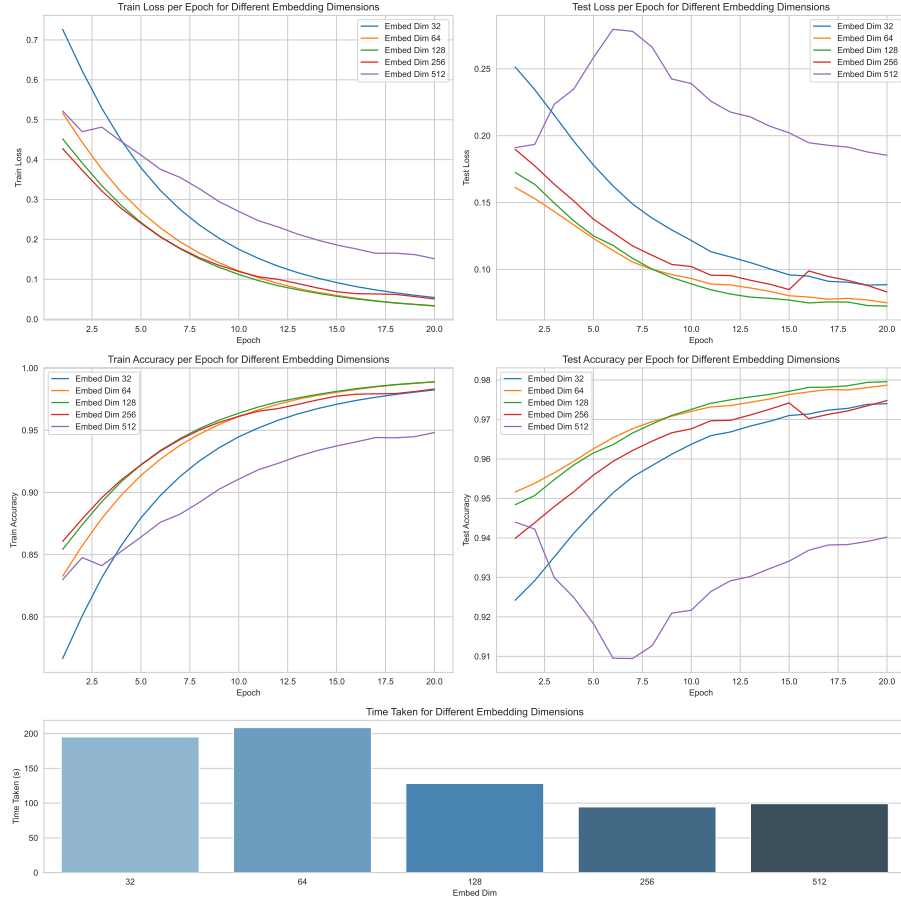 Train Loss per Epoch for Different Embedding Dimensions
Train Loss
0.7
0.6
0.5
0.4
0.3
0.2
0.1
0.0
Embed Dim 32
Embed Dim 64
Embed Dim 128
Embed Dim 256
Embed Dim 512
2.5 5.0 7.5 10.0 12.5 15.0 17.5 20.0
Epoch
Test Loss per Epoch for Different Embedding Dimensions
Test Loss
0.25
0.20
0.15
0.10
Embed Dim 32
Embed Dim 64
Embed Dim 128
Embed Dim 256
Embed Dim 512
2.5 5.0 7.5 10.0 12.5 15.0 17.5 20.0
Epoch
Train Accuracy per Epoch for Different Embedding Dimensions
Train Accuracy
1.00
0.95
0.90
0.85
0.80
Embed Dim 32
Embed Dim 64
Embed Dim 128
Embed Dim 256
Embed Dim 512
2.5 5.0 7.5 10.0 12.5 15.0 17.5 20.0
Epoch
Test Accuracy per Epoch for Different Embedding Dimensions
Test Accuracy
0.98
0.97
0.96
0.95
0.94
0.93
0.92
0.91
Embed Dim 32
Embed Dim 64
Embed Dim 128
Embed Dim 256
Embed Dim 512
2.5 5.0 7.5 10.0 12.5 15.0 17.5 20.0
Epoch
Time Taken for Different Embedding Dimensions
Time Taken (s)
200
150
100
50
0
32 64 128 256 512
Embed Dim